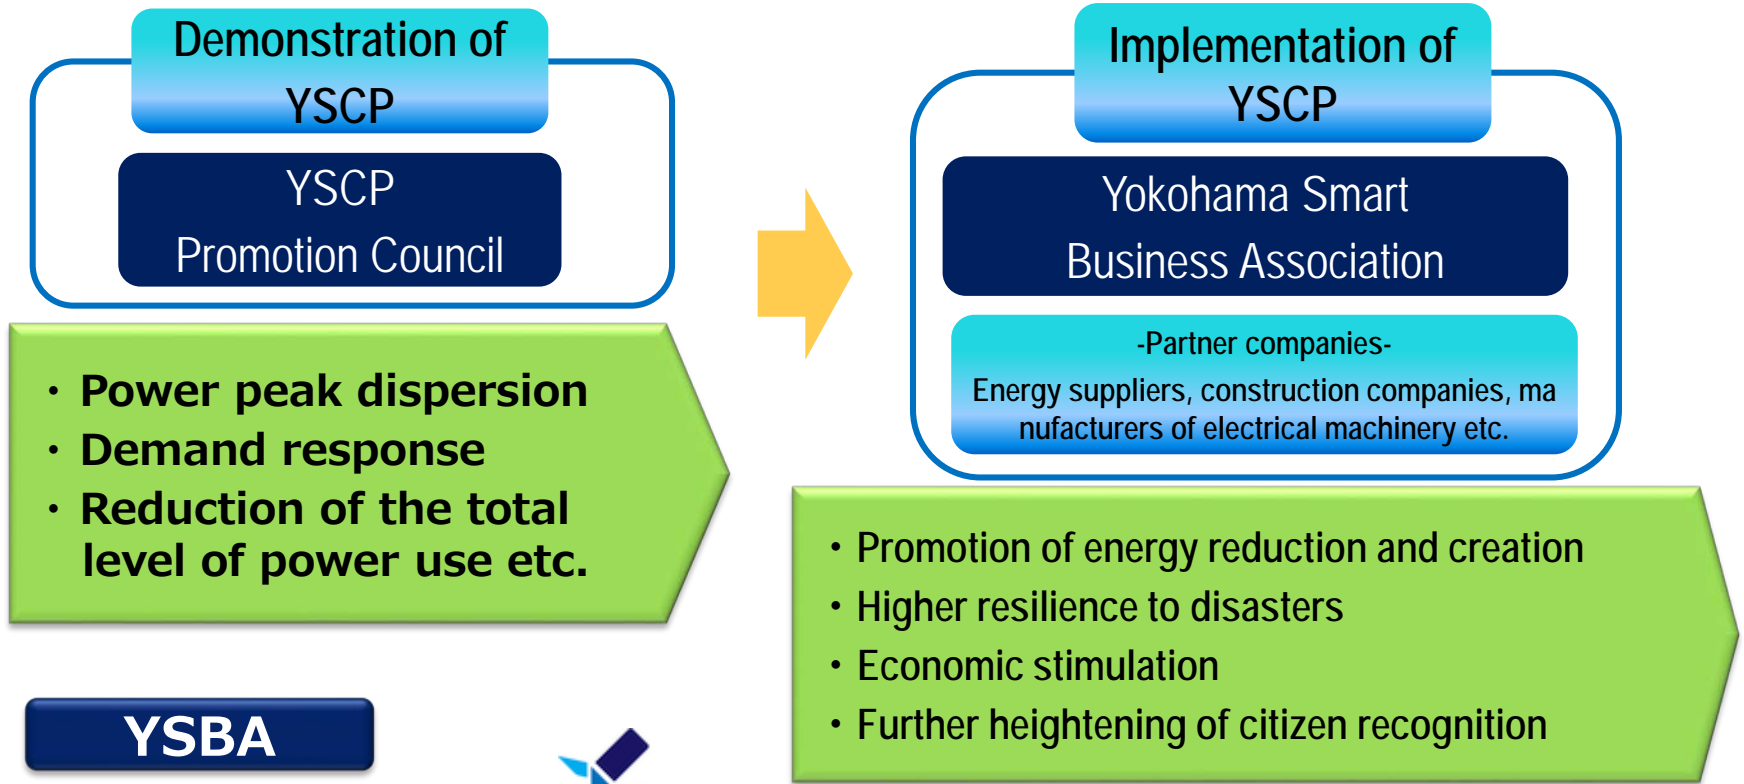 Demonstration of
YSCP
YSCP
Promotion Council
・Power peak dispersion
・Demand response
・Reduction of the total
level of power use etc.
YSBA
Implementation of
YSCP
Yokohama Smart
Business Association
-Partner companies-
Energy suppliers, construction companies, ma
nufacturers of electrical machinery etc.
・Promotion of energy reduction and creation
・Higher resilience to disasters
・Economic stimulation
・Further heightening of citizen recognition